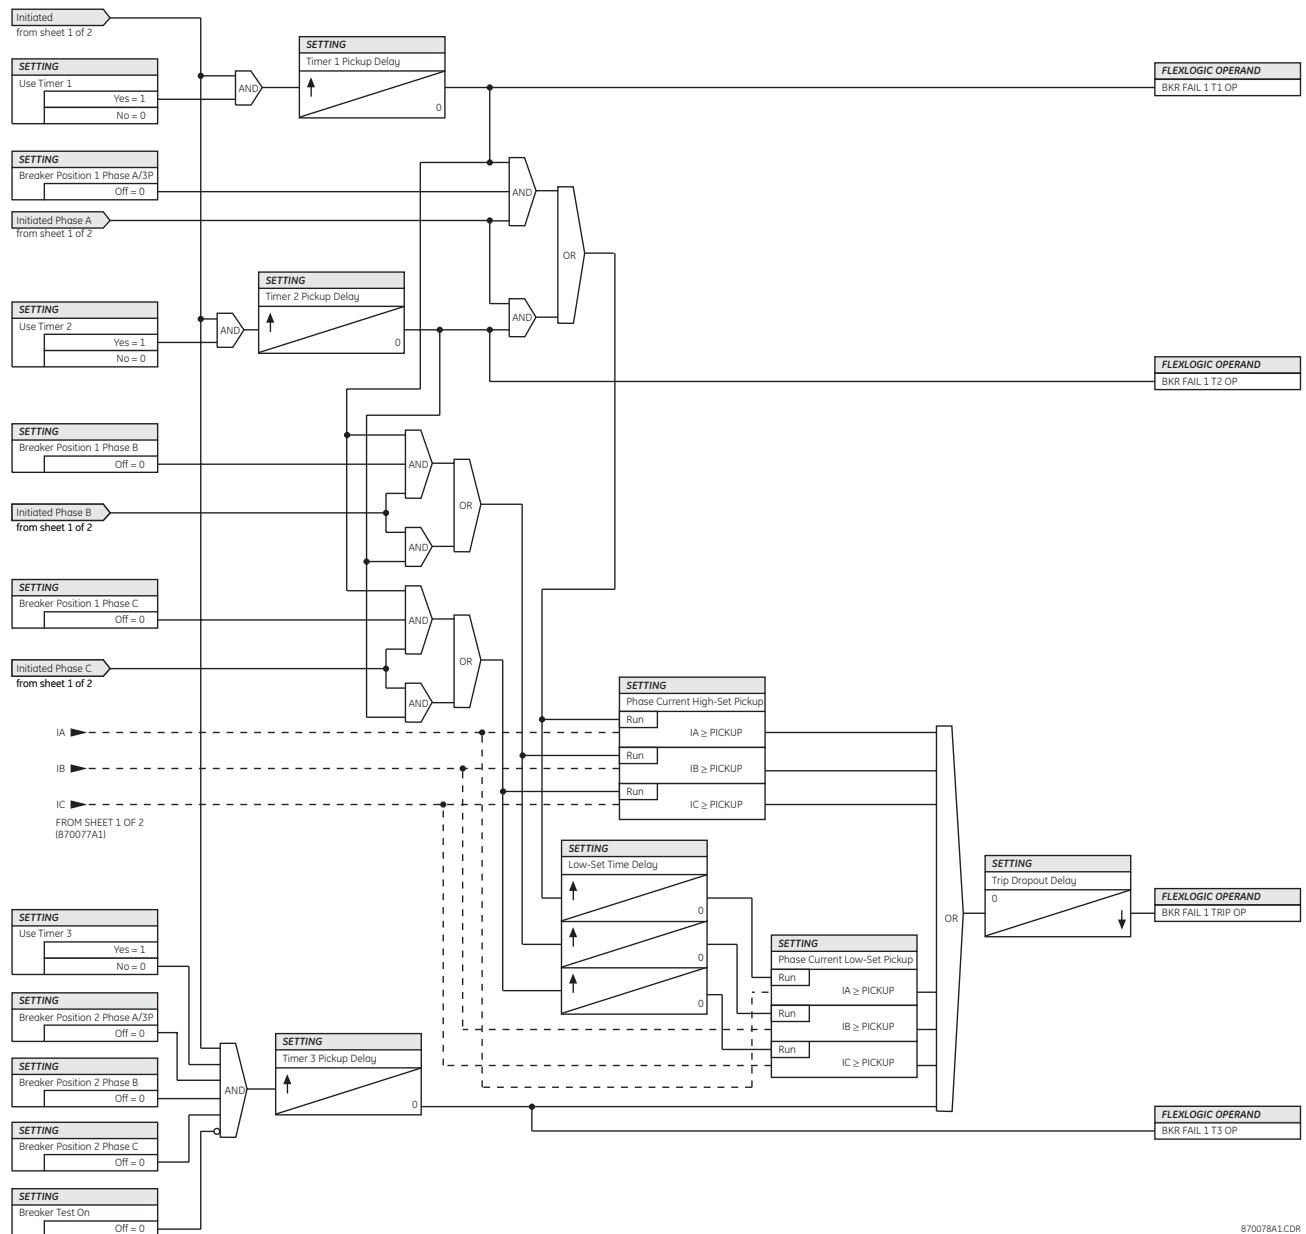 Initiated
from sheet 1 of 2
SETTING
Use Timer 1
Yes = 1
No = 0
AND
SETTING
Timer 1 Pickup Delay
0
FLEXLOGIC OPERAND
BKR FAIL 1 T1 OP
SETTING
Breaker Position 1 Phase A/3P
Off = 0
Initiated Phase A
from sheet 1 of 2
AND
OR
AND
SETTING
Use Timer 2
Yes = 1
No = 0
AND
SETTING
Timer 2 Pickup Delay
0
FLEXLOGIC OPERAND
BKR FAIL 1 T2 OP
SETTING
Breaker Position 1 Phase B
Off = 0
Initiated Phase B
from sheet 1 of 2
AND
OR
AND
SETTING
Breaker Position 1 Phase C
Off = 0
Initiated Phase C
from sheet 1 of 2
AND
OR
AND
IA
IB
IC
FROM SHEET 1 OF 2
(870077A1)
SETTING
Phase Current High-Set Pickup
Run
IA ≥ PICKUP
Run
IB ≥ PICKUP
Run
IC ≥ PICKUP
SETTING
Low-Set Time Delay
0
0
0
SETTING
Phase Current Low-Set Pickup
Run
IA ≥ PICKUP
Run
IB ≥ PICKUP
Run
IC ≥ PICKUP
OR
SETTING
Trip Dropout Delay
0
FLEXLOGIC OPERAND
BKR FAIL 1 TRIP OP
SETTING
Use Timer 3
Yes = 1
No = 0
SETTING
Breaker Position 2 Phase A/3P
Off = 0
SETTING
Breaker Position 2 Phase B
Off = 0
SETTING
Breaker Position 2 Phase C
Off = 0
SETTING
Breaker Test On
Off = 0
AND
SETTING
Timer 3 Pickup Delay
0
FLEXLOGIC OPERAND
BKR FAIL 1 T3 OP
870078A1.CDR